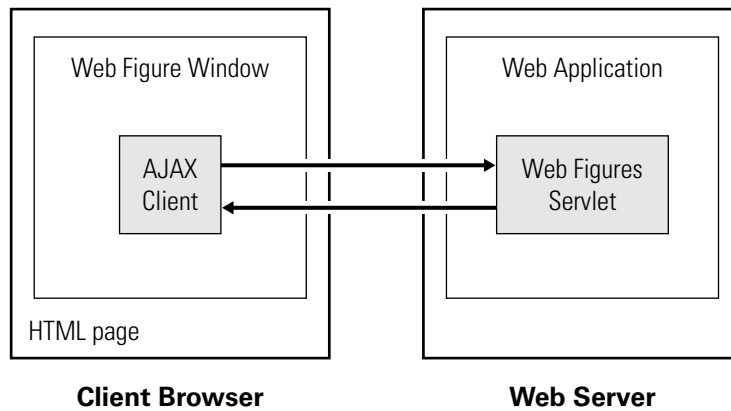 Web Figure Window
AJAX
Client
HTML page
Client Browser
Web Application
Web Figures
Servlet
Web Server